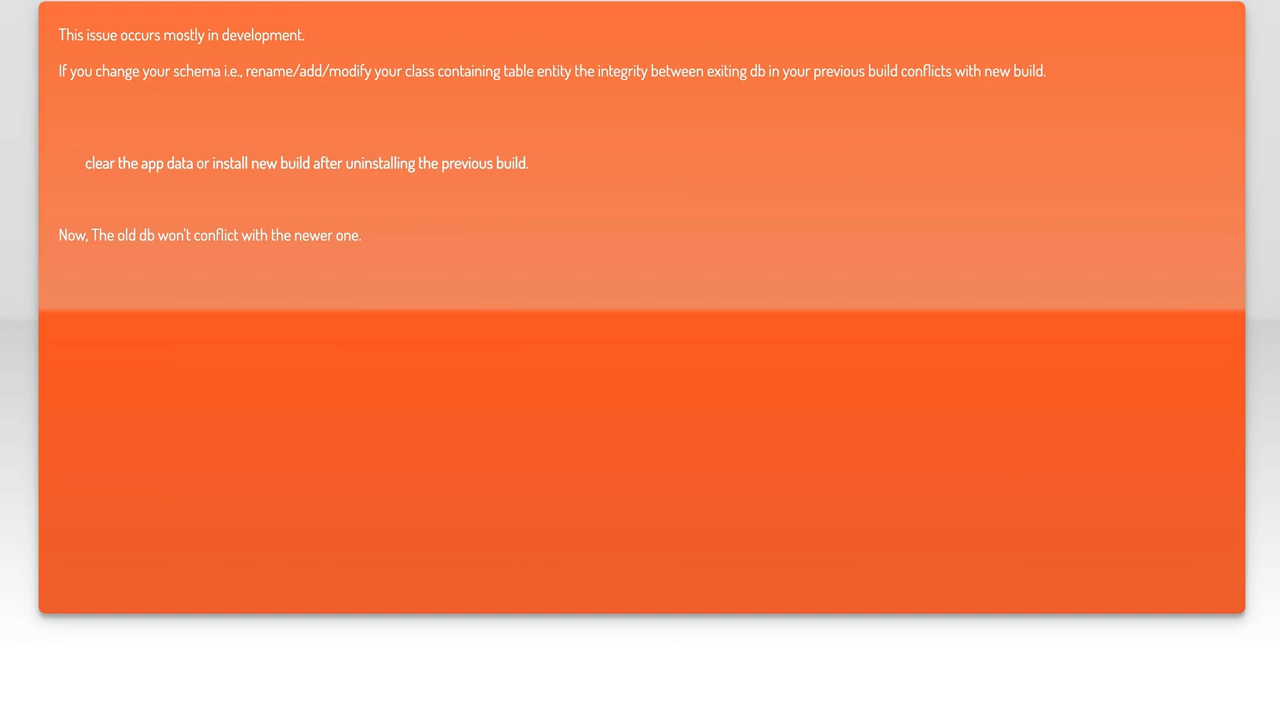 This issue occurs mostly in development.
If you change your schema i.e., rename/add/modify your class containing table entity the integrity between exiting db in your previous build conflicts with new build.
clear the app data or install new build after uninstalling the previous build.
Now, The old db won't conflict with the newer one.